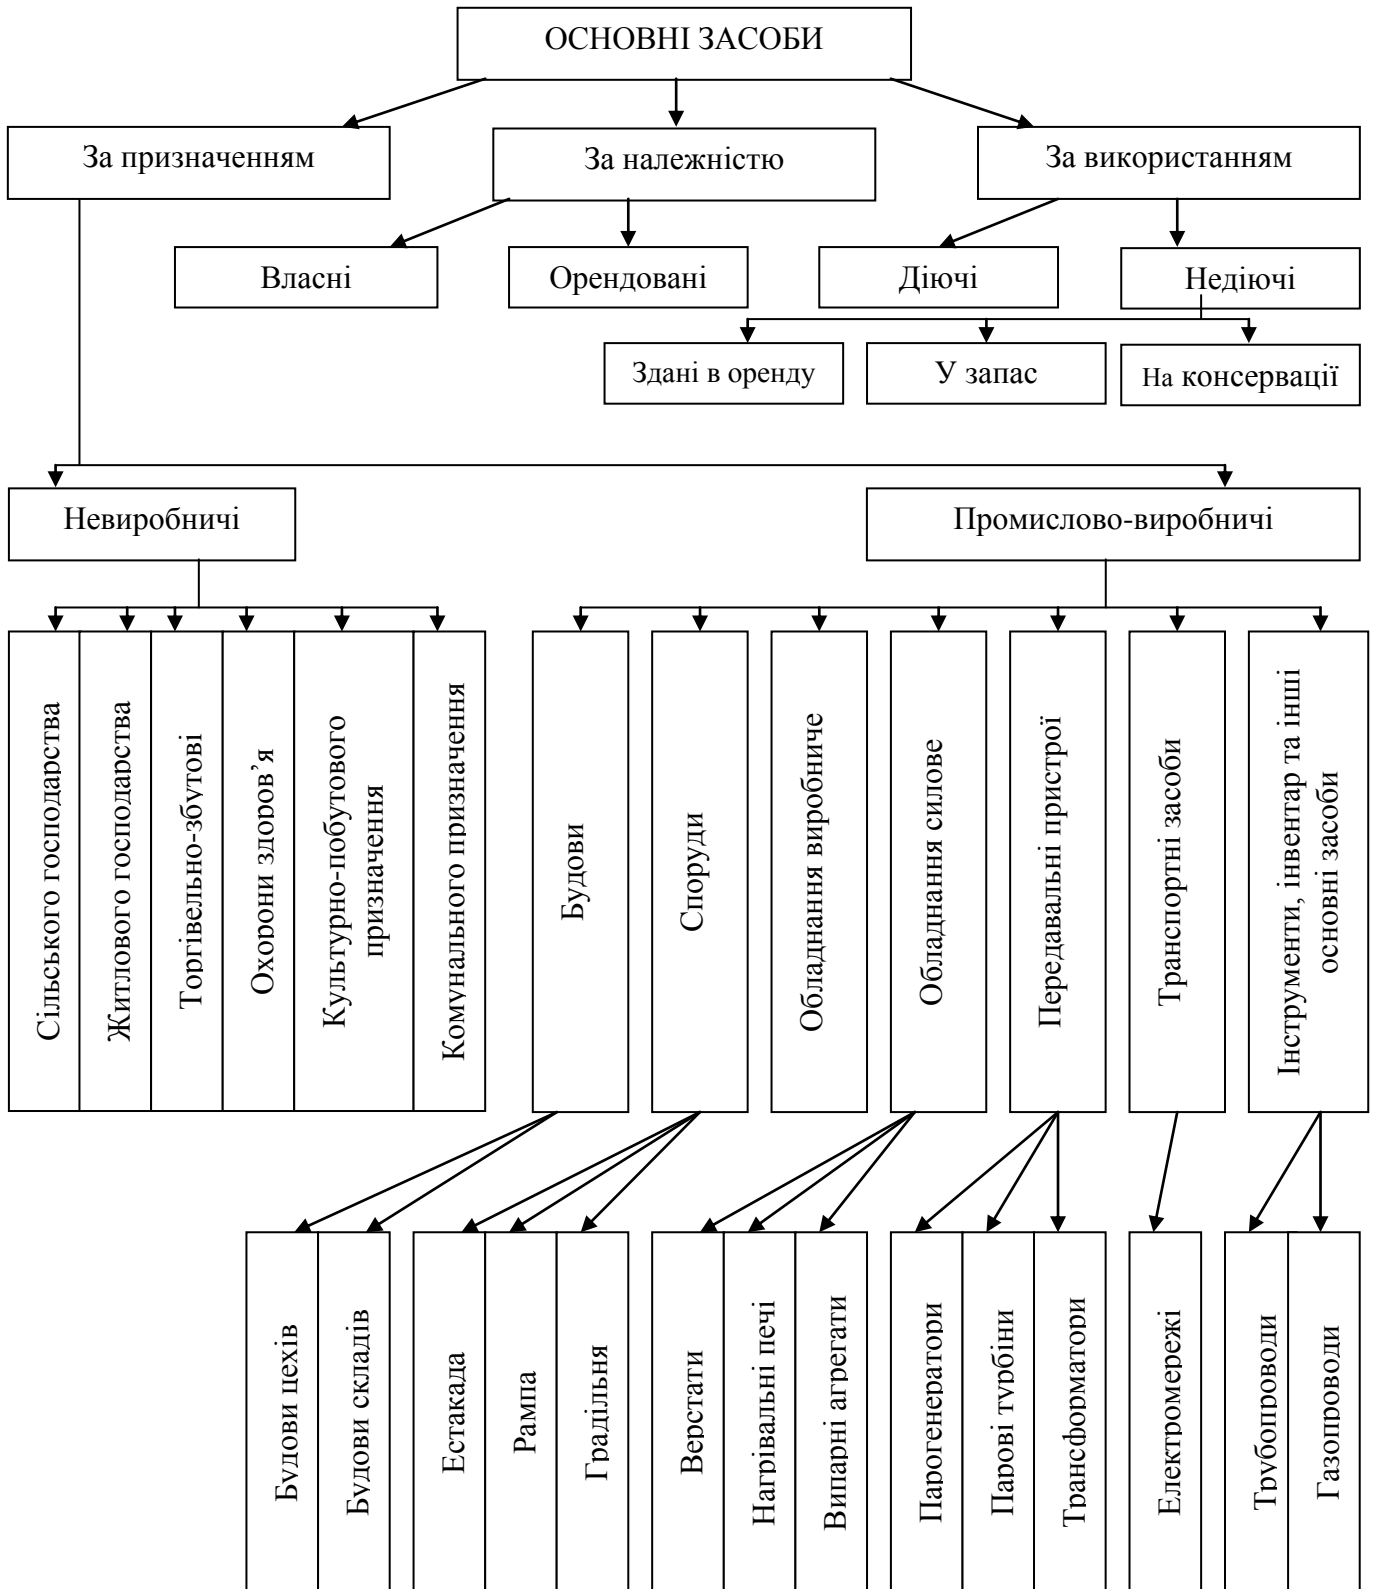 ОСНОВНІ ЗАСОБИ
За призначенням
За належністю
За використанням
Власні
Орендовані
Діючі
Недіючі
Здані в оренду
У запас
На консервації
Невиробничі
Промислово-виробничі
Сільського господарства
Житлового господарства
Торгівельно-збутові
Охорони здоров’я
Культурно-побутового
призначення
Комунального призначення
Будови
Споруди
Обладнання виробниче
Обладнання силове
Передавальні пристрої
Транспортні засоби
Інструменти, інвентар та інші
основні засоби
Будови цехів
Будови складів
Естакада
Рампа
Градільня
Верстати
Нагрівальні печі
Випарні агрегати
Парогенератори
Парові турбіни
Трансформатори
Електромережі
Трубопроводи
Газопроводи